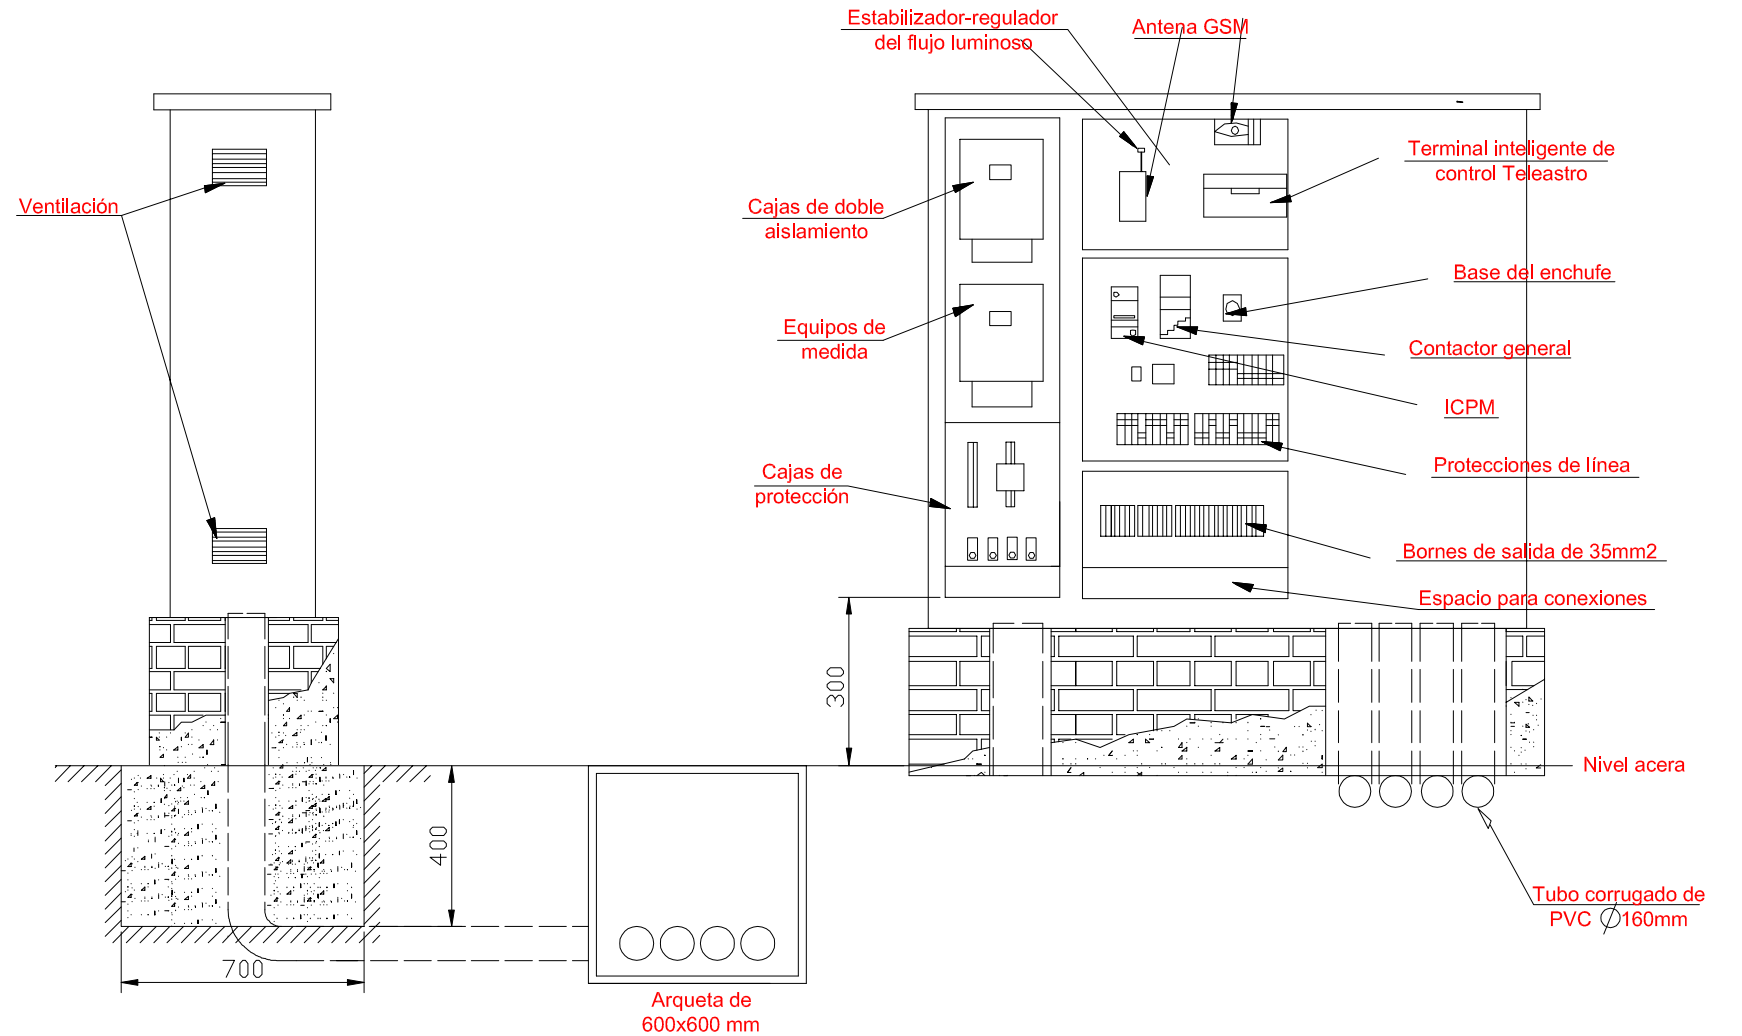 Estabilizador-regulador
del flujo luminoso
Antena GSM
Terminal inteligente de
control Teleastro
Ventilación
Cajas de doble
aislamiento
Base del enchufe
Equipos de
medida
Contactor general
ICPM
Cajas de
protección
Protecciones de línea
Bornes de salida de 35mm2
Espacio para conexiones
300
Nivel acera
400
Tubo corrugado de
PVC ∅160mm
700
Arqueta de
600x600 mm